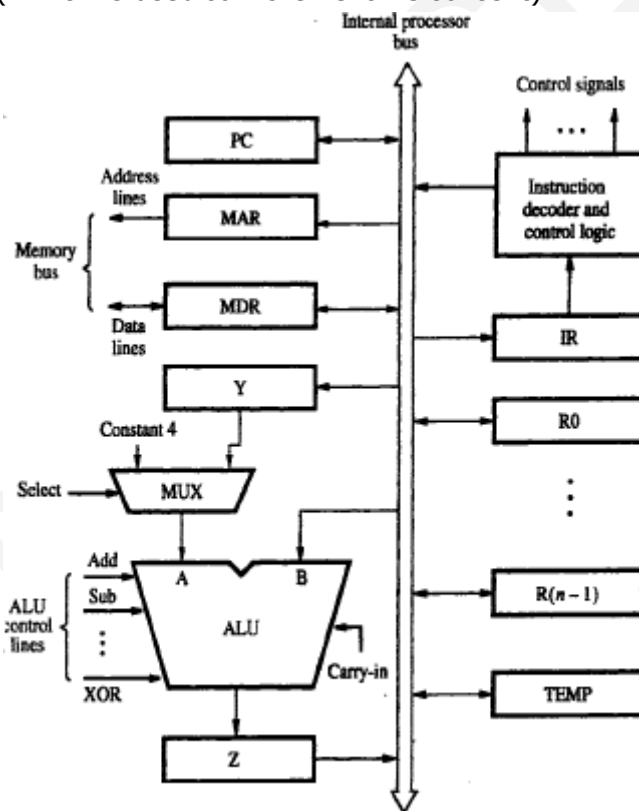 Internal processor
bus
Control signals
...
PC
Address
lines
MAR
Instruction
decoder and
control logic
Memory
bus
MDR
Data
lines
IR
Y
R0
Constant 4
Select
MUX
Add
A
B
Sub
ALU
control
lines
ALU
R(n − 1)
Carry-in
XOR
TEMP
Z